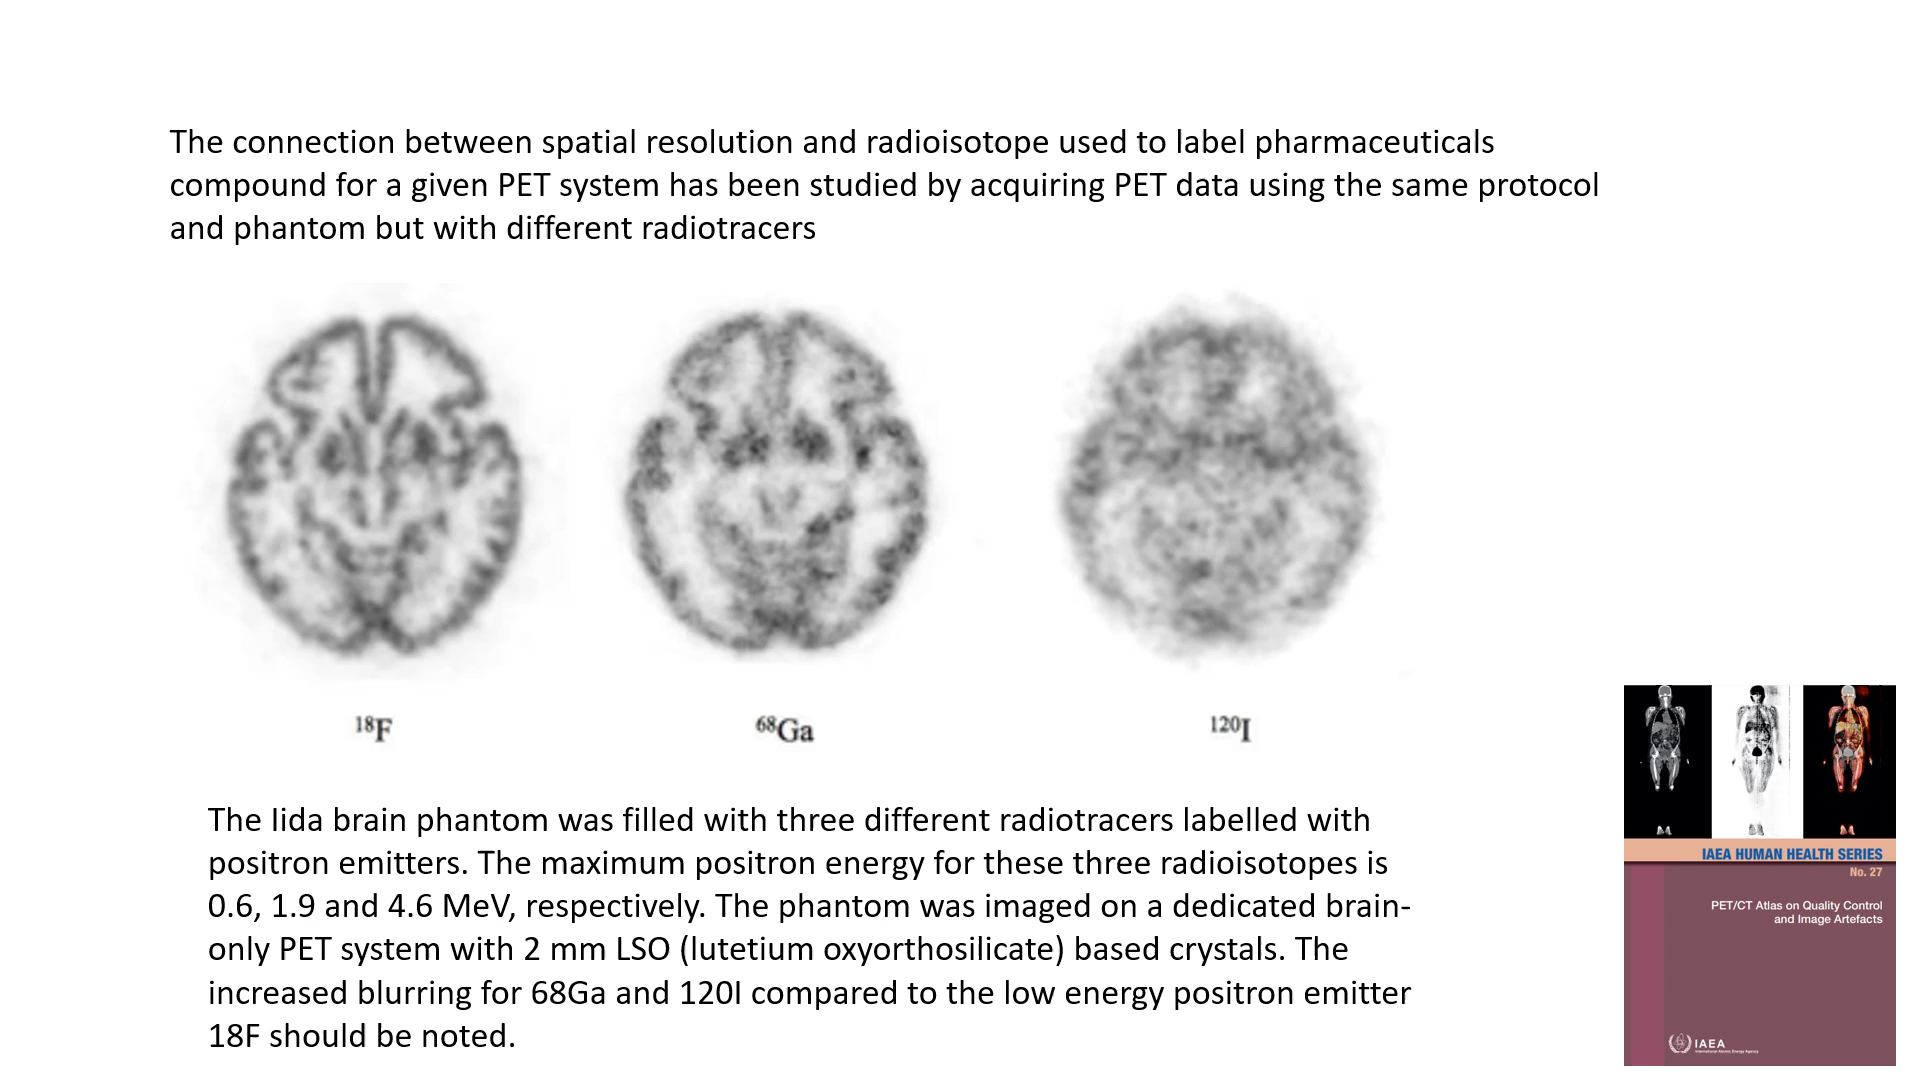 The connection between spatial resolution and radioisotope used to label pharmaceuticals
compound for a given PET system has been studied by acquiring PET data using the same protocol
and phantom but with different radiotracers
¹⁸F
⁶⁸Ga
¹²⁰I
The Iida brain phantom was filled with three different radiotracers labelled with
positron emitters. The maximum positron energy for these three radioisotopes is
0.6, 1.9 and 4.6 MeV, respectively. The phantom was imaged on a dedicated brain-
only PET system with 2 mm LSO (lutetium oxyorthosilicate) based crystals. The
increased blurring for 68Ga and 120I compared to the low energy positron emitter
18F should be noted.
IAEA HUMAN HEALTH SERIES
No. 27
PET/CT Atlas on Quality Control
and Image Artefacts
IAEA
International Atomic Energy Agency